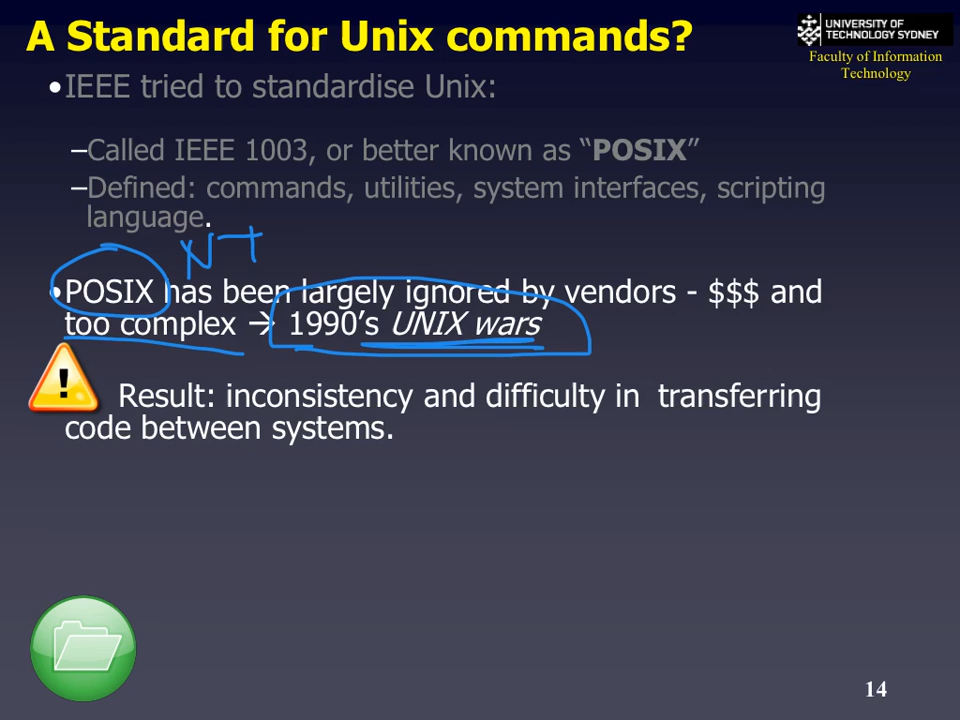 A Standard for Unix commands?
UNIVERSITY OF
TECHNOLOGY SYDNEY
Faculty of Information
Technology
•IEEE tried to standardise Unix:
–Called IEEE 1003, or better known as “POSIX”
–Defined: commands, utilities, system interfaces, scripting
language.
NT
•POSIX has been largely ignored by vendors - $$$ and
too complex → 1990’s UNIX wars
! Result: inconsistency and difficulty in transferring
code between systems.
14